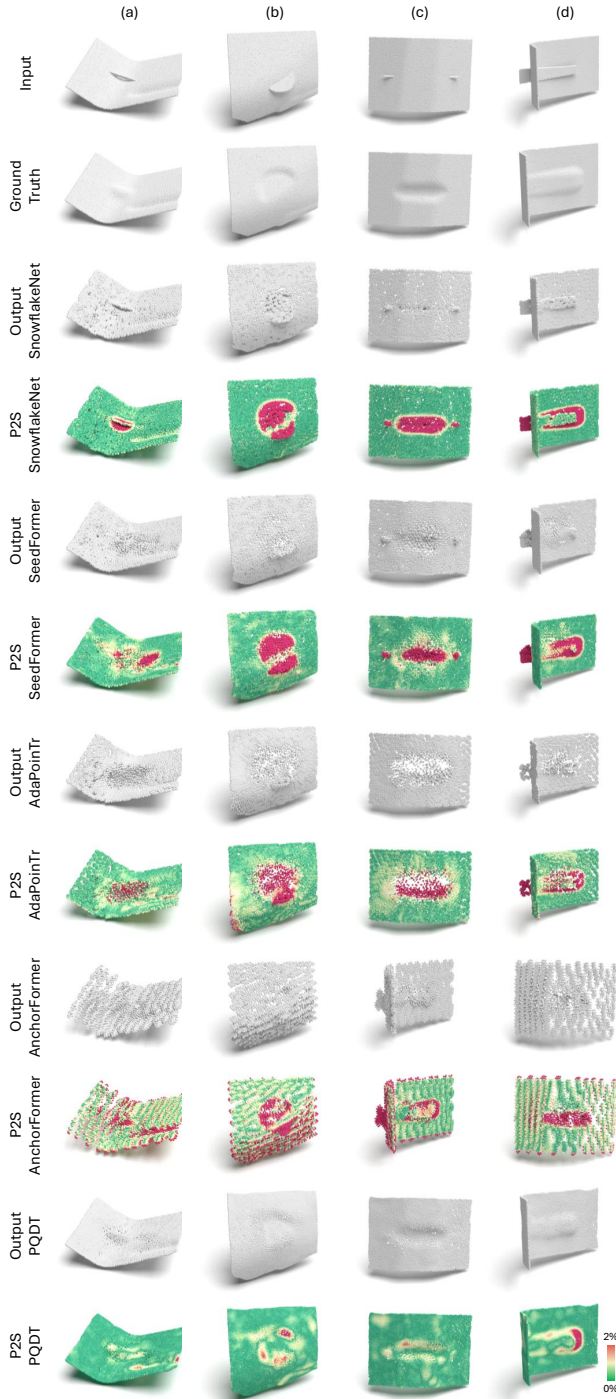 (a) (b) (c) (d)
Input
Ground
Truth
Output
SnowflakeNet
P2S
SnowflakeNet
Output
SeedFormer
P2S
SeedFormer
Output
AdaPoinTr
P2S
AdaPoinTr
Output
AnchorFormer
P2S
AnchorFormer
Output
PQDT
P2S
PQDT
2%
0%